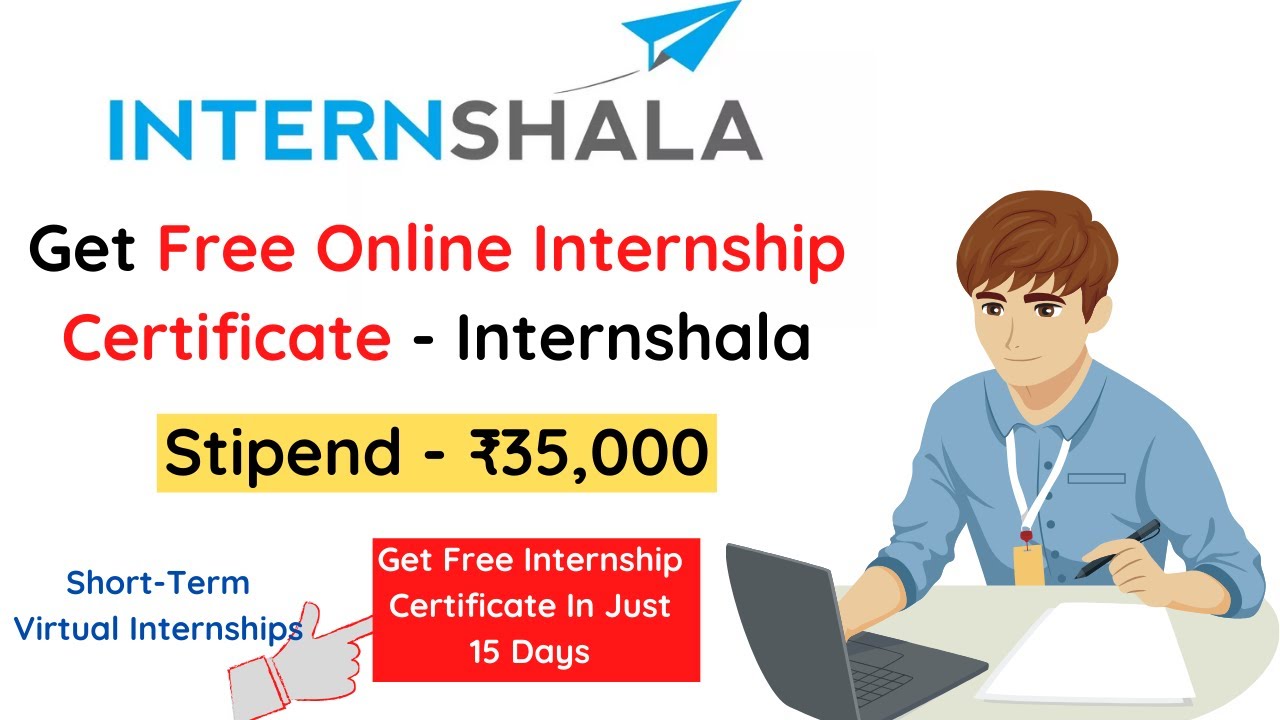 INTERNSHALA
Get Free Online Internship
Certificate - Internshala
Stipend - ₹35,000
Short-Term
Virtual Internships
Get Free Internship
Certificate In Just
15 Days